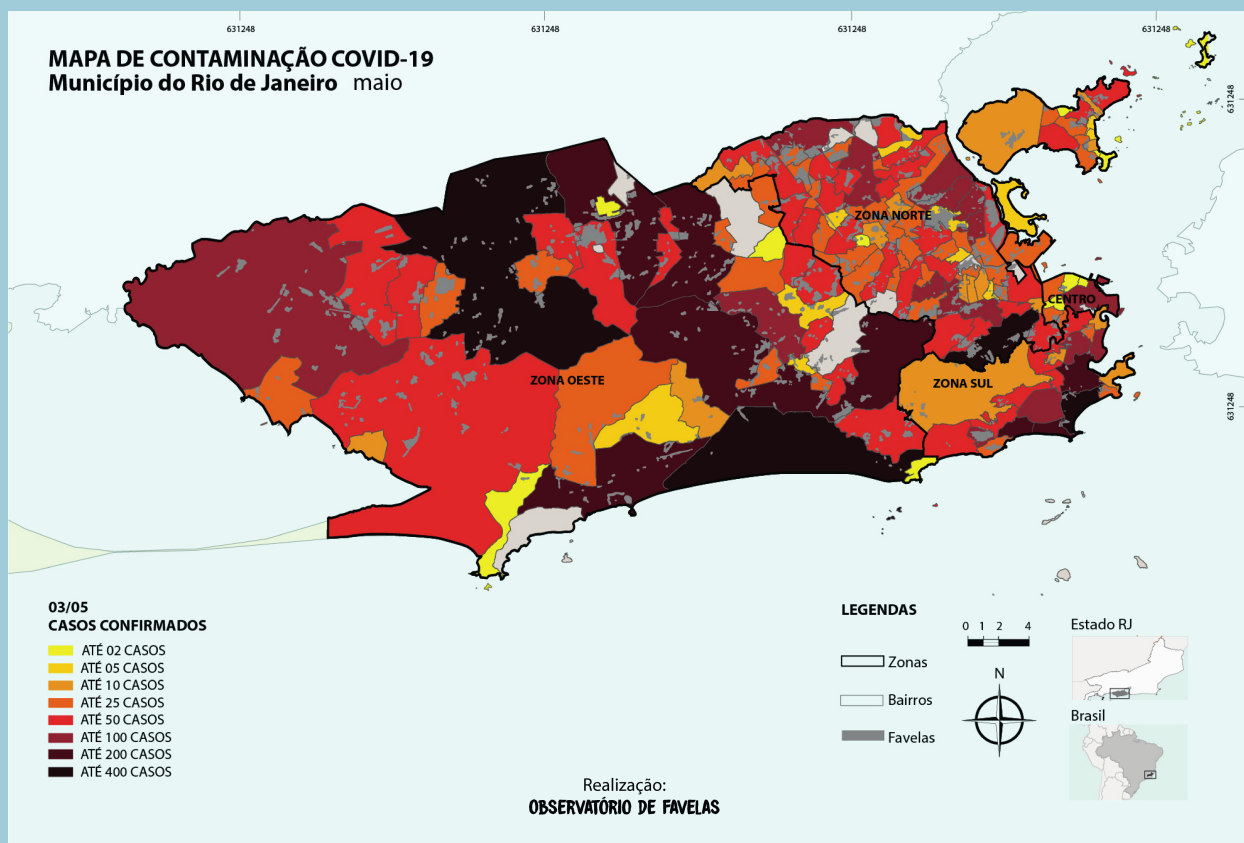 631248
631248
631248
631248
MAPA DE CONTAMINAÇÃO COVID-19
Município do Rio de Janeiro maio
631248
ZONA NORTE
CENTRO
ZONA OESTE
ZONA SUL
631248
03/05
CASOS CONFIRMADOS
ATÉ 02 CASOS
ATÉ 05 CASOS
ATÉ 10 CASOS
ATÉ 25 CASOS
ATÉ 50 CASOS
ATÉ 100 CASOS
ATÉ 200 CASOS
ATÉ 400 CASOS
LEGENDAS
Zonas
Bairros
Favelas
0 1 2 4
N
Estado RJ
Brasil
Realização:
OBSERVATÓRIO DE FAVELAS